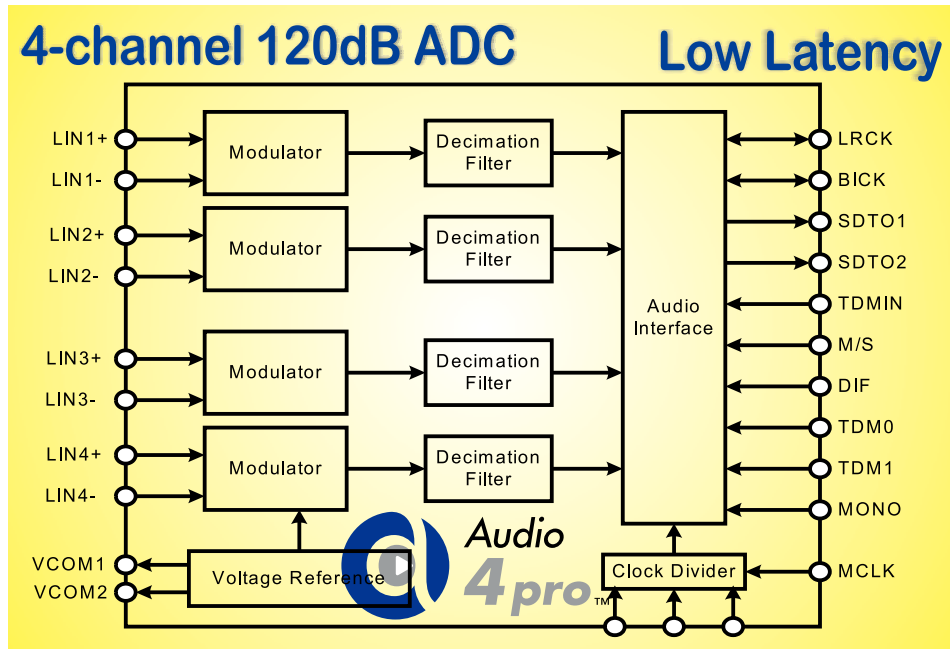 4-channel 120dB ADC
Low Latency
LIN1+
LIN1-
Modulator
Decimation
Filter
LIN2+
LIN2-
Modulator
Decimation
Filter
LIN3+
LIN3-
Modulator
Decimation
Filter
LIN4+
LIN4-
Modulator
Decimation
Filter
Audio
Interface
LRCK
BICK
SDTO1
SDTO2
TDMIN
M/S
DIF
TDM0
TDM1
MONO
VCOM1
VCOM2
Voltage Reference
Audio
4pro™
Clock Divider
MCLK